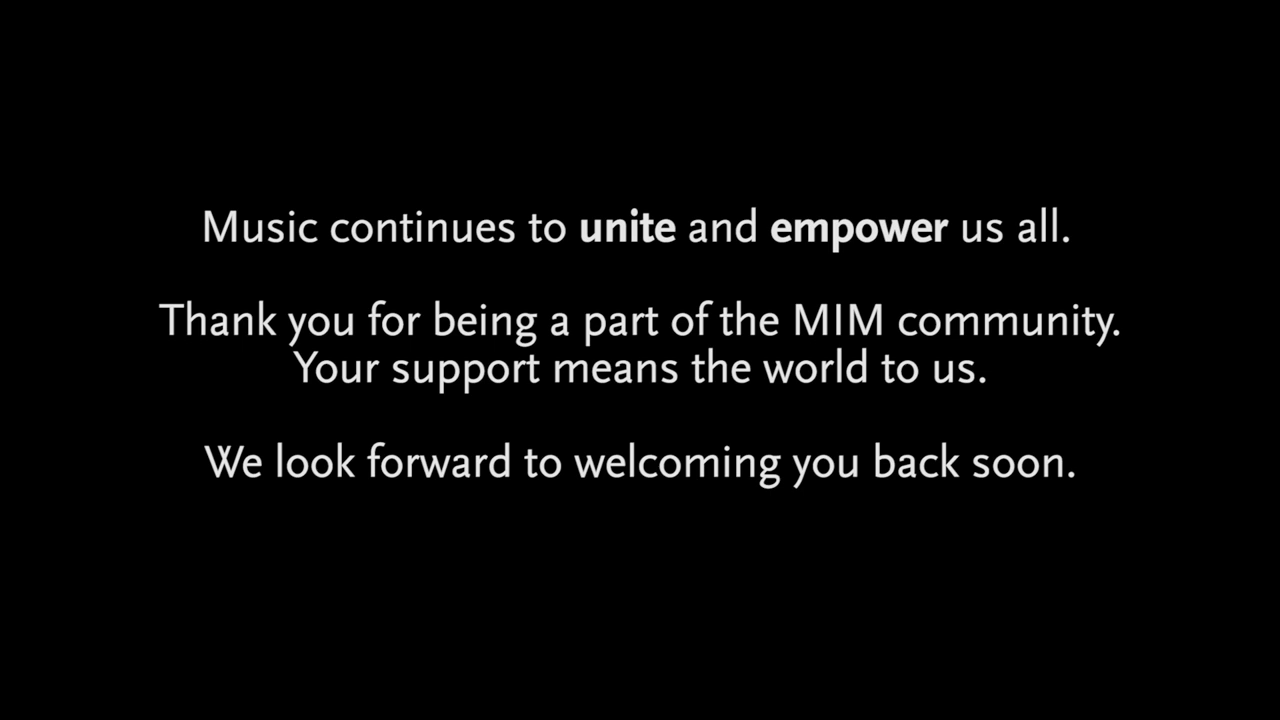 Music continues to unite and empower us all.
Thank you for being a part of the MIM community.
Your support means the world to us.
We look forward to welcoming you back soon.